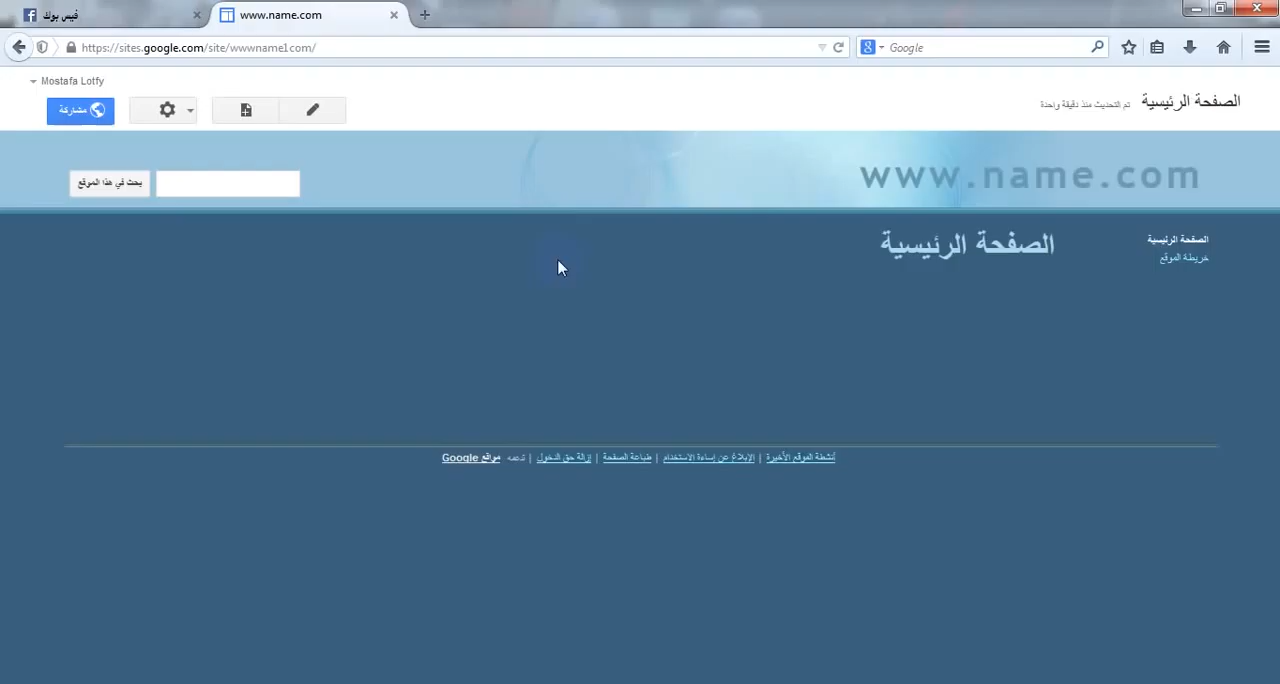 فيس بوك
www.name.com
https://sites.google.com/site/wwwname1com/
Google
Mostafa Lotfy
مشاركة
الصفحة الرئيسية تم التحديث منذ دقيقة واحدة
www.name.com
بحث في هذا الموقع
الصفحة الرئيسية
الصفحة الرئيسية
خريطة الموقع
أنشطة الموقع الأخيرة | الإبلاغ عن إساءة الاستخدام | طباعة الصفحة | إزالة حق الدخول | تدعمه مواقع Google